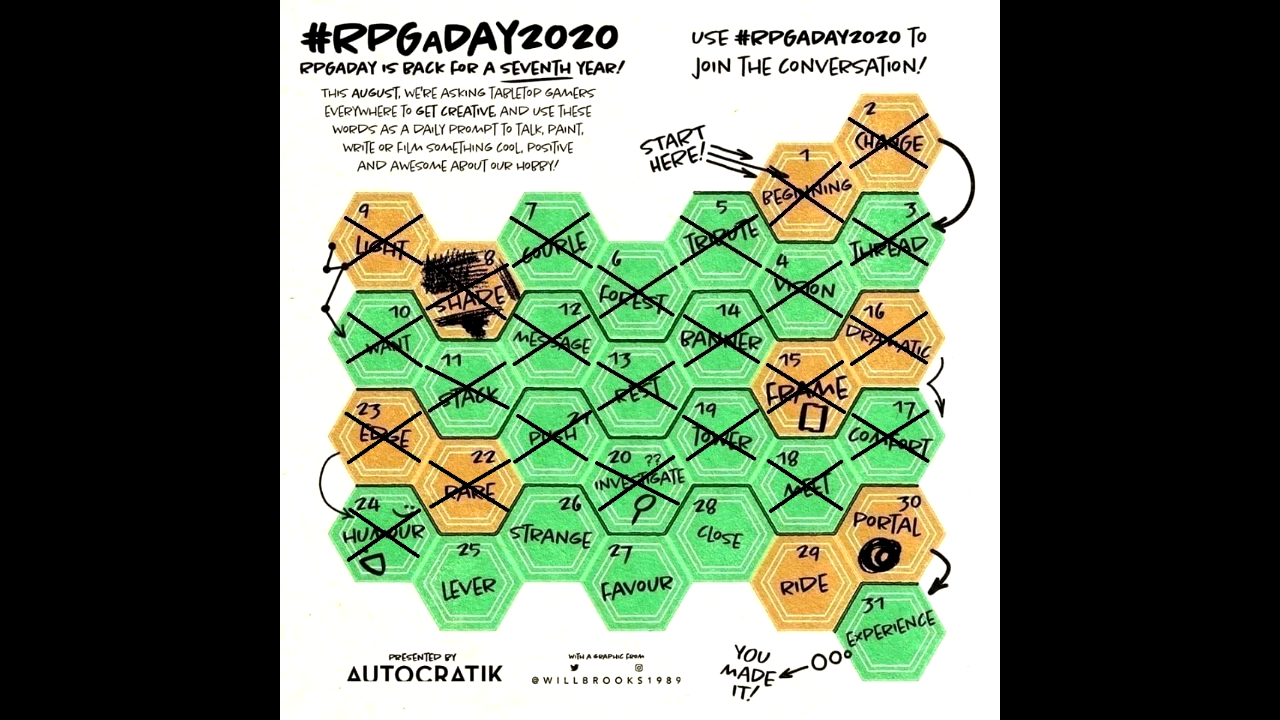 #RPGaDAY2020
RPGADAY IS BACK FOR A SEVENTH YEAR!
THIS AUGUST, WE'RE ASKING TABLETOP GAMERS
EVERYWHERE TO GET CREATIVE, AND USE THESE
WORDS AS A DAILY PROMPT TO TALK, PAINT,
WRITE OR FILM SOMETHING COOL, POSITIVE
AND AWESOME ABOUT OUR HOBBY!
USE #RPGADAY2020 TO
JOIN THE CONVERSATION!
START
HERE!
1
BEGINNING
2
CHANGE
3
THREAD
4
VISION
5
TRIBUTE
6
FOREST
7
COUPLE
8
SHADE
9
LIGHT
10
WANT
11
STACK
12
MESSAGE
13
REST
14
BANNER
15
FRAME
16
DRAMATIC
17
COMFORT
18
MEET
19
TOWER
20
??
INVESTIGATE
21
PUSH
22
RARE
23
EDGE
24
HUMOUR
25
LEVER
26
STRANGE
27
FAVOUR
28
CLOSE
29
RIDE
30
PORTAL
31
EXPERIENCE
YOU
MADE
IT!
PRESENTED BY
AUTOCRATIK
WITH A GRAPHIC FROM
@WILLBROOKS1989